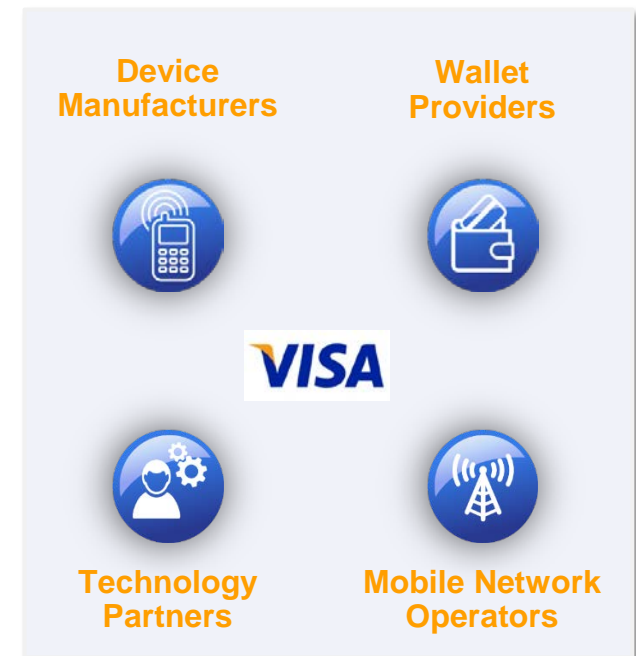 Device
Manufacturers
Wallet
Providers
VISA
Technology
Partners
Mobile Network
Operators